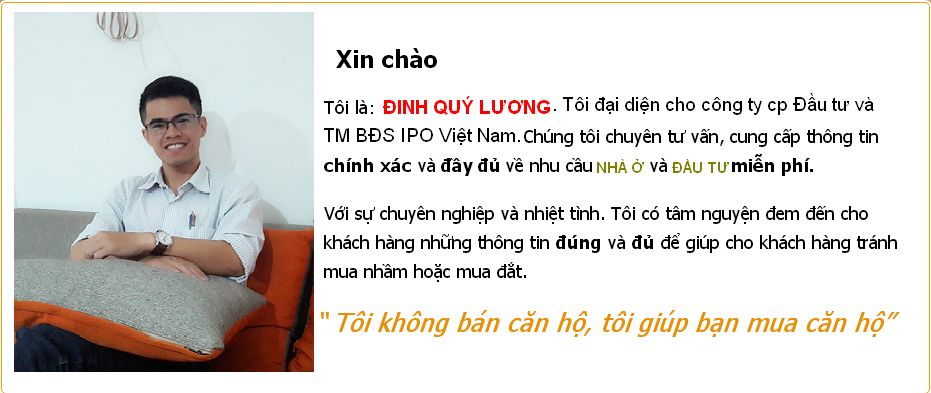 Xin chào
Tôi là: ĐINH QUÝ LƯƠNG. Tôi đại diện cho công ty cp Đầu tư và
TM BĐS IPO Việt Nam. Chúng tôi chuyên tư vấn, cung cấp thông tin
chính xác và đây đủ về nhu cầu NHÀ Ở và ĐẦU TƯ miễn phí.
Với sự chuyên nghiệp và nhiệt tình. Tôi có tâm nguyện đem đến cho
khách hàng những thông tin đúng và đủ để giúp cho khách hàng tránh
mua nhầm hoặc mua đắt.
“ Tôi không bán căn hộ, tôi giúp bạn mua căn hộ”